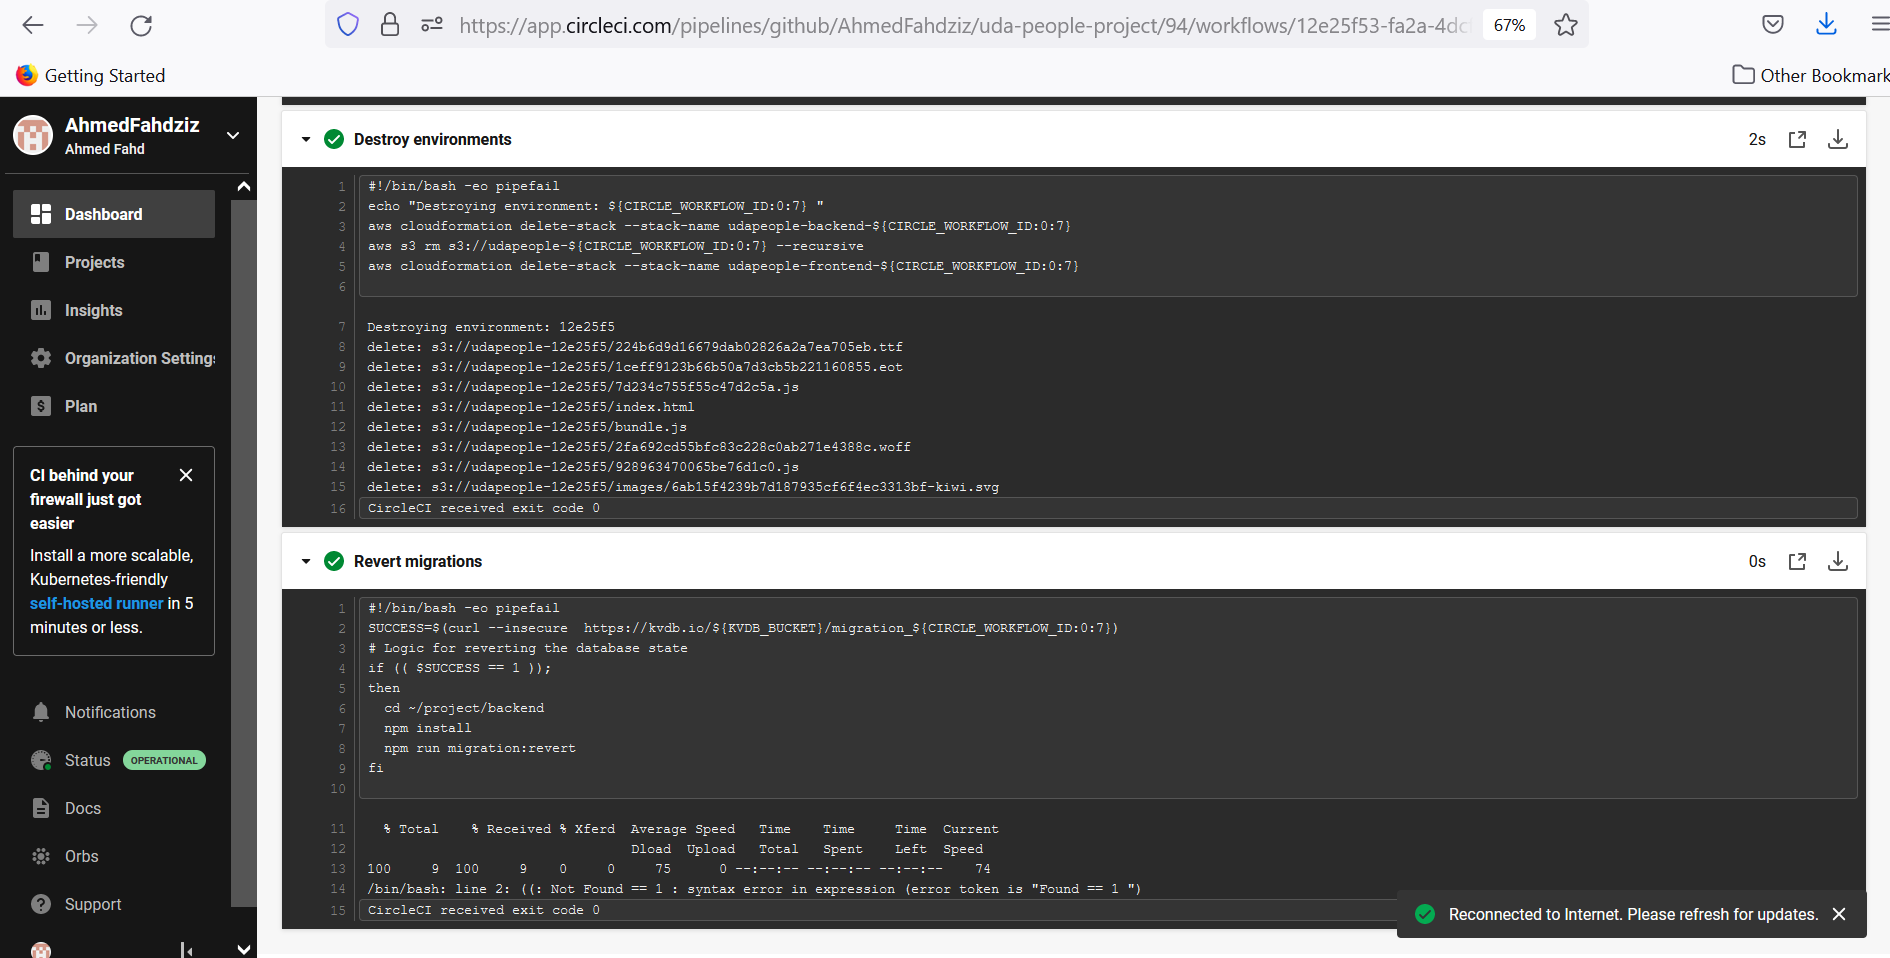 https://app.circleci.com/pipelines/github/AhmedFahdziz/uda-people-project/94/workflows/12e25f53-fa2a-4dc
67%
Getting Started
Other Bookmark
AhmedFahdziz
Ahmed Fahd
Dashboard
Projects
Insights
Organization Settings
Plan
CI behind your
firewall just got
easier
Install a more scalable,
Kubernetes-friendly
self-hosted runner in 5
minutes or less.
Notifications
Status OPERATIONAL
Docs
Orbs
Support
Destroy environments
2s
1 #!/bin/bash -eo pipefail
2 echo "Destroying environment: ${CIRCLE_WORKFLOW_ID:0:7} "
3 aws cloudformation delete-stack --stack-name udapeople-backend-${CIRCLE_WORKFLOW_ID:0:7}
4 aws s3 rm s3://udapeople-${CIRCLE_WORKFLOW_ID:0:7} --recursive
5 aws cloudformation delete-stack --stack-name udapeople-frontend-${CIRCLE_WORKFLOW_ID:0:7}
6
7 Destroying environment: 12e25f5
8 delete: s3://udapeople-12e25f5/224b6d9d16679dab02826a2a7ea705eb.ttf
9 delete: s3://udapeople-12e25f5/1ceff9123b66b50a7d3cb5b221160855.eot
10 delete: s3://udapeople-12e25f5/7d234c755f55c47d2c5a.js
11 delete: s3://udapeople-12e25f5/index.html
12 delete: s3://udapeople-12e25f5/bundle.js
13 delete: s3://udapeople-12e25f5/2fa692cd55bfc83c228c0ab271e4388c.woff
14 delete: s3://udapeople-12e25f5/928963470065be76d1c0.js
15 delete: s3://udapeople-12e25f5/images/6ab15f4239b7d187935cf6f4ec3313bf-kiwi.svg
16 CircleCI received exit code 0
Revert migrations
0s
1 #!/bin/bash -eo pipefail
2 SUCCESS=$(curl --insecure  https://kvdb.io/${KVDB_BUCKET}/migration_${CIRCLE_WORKFLOW_ID:0:7})
3 # Logic for reverting the database state
4 if (( $SUCCESS == 1 ));
5 then
6   cd ~/project/backend
7   npm install
8   npm run migration:revert
9 fi
10
11   % Total    % Received % Xferd  Average Speed   Time    Time     Time  Current
12                                  Dload  Upload   Total   Spent    Left  Speed
13 100     9  100     9    0     0     75      0 --:--:-- --:--:-- --:--:--    74
14 /bin/bash: line 2: ((: Not Found == 1 : syntax error in expression (error token is "Found == 1 ")
15 CircleCI received exit code 0
Reconnected to Internet. Please refresh for updates.